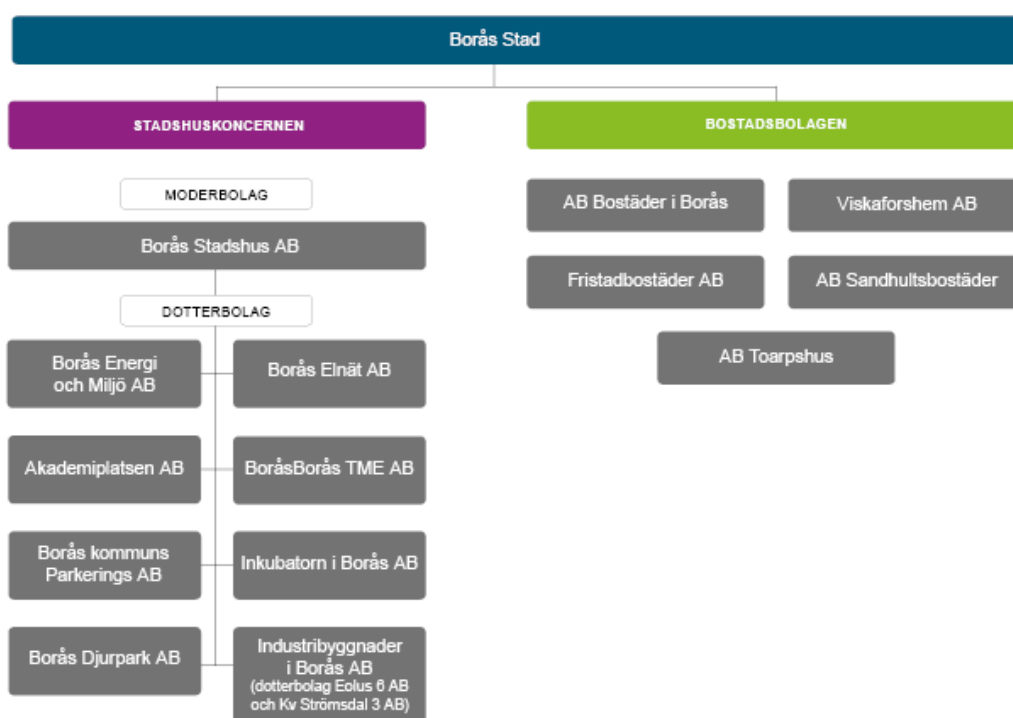 Borås Stad
STADSHUSKONCERNEN
MODERBOLAG
Borås Stadshus AB
DOTTERBOLAG
Borås Energi
och Miljö AB
Borås Elnät AB
Akademiplatsen AB
BoråsBorås TME AB
Borås kommuns
Parkerings AB
Inkubatorn i Borås AB
Borås Djurpark AB
Industribyggnader
i Borås AB
(dotterbolag Eolus 6 AB
och Kv Strömsdal 3 AB)
BOSTADSBOLAGEN
AB Bostäder i Borås
Viskaforshem AB
Fristadbostäder AB
AB Sandhultsbostäder
AB Toarpshus